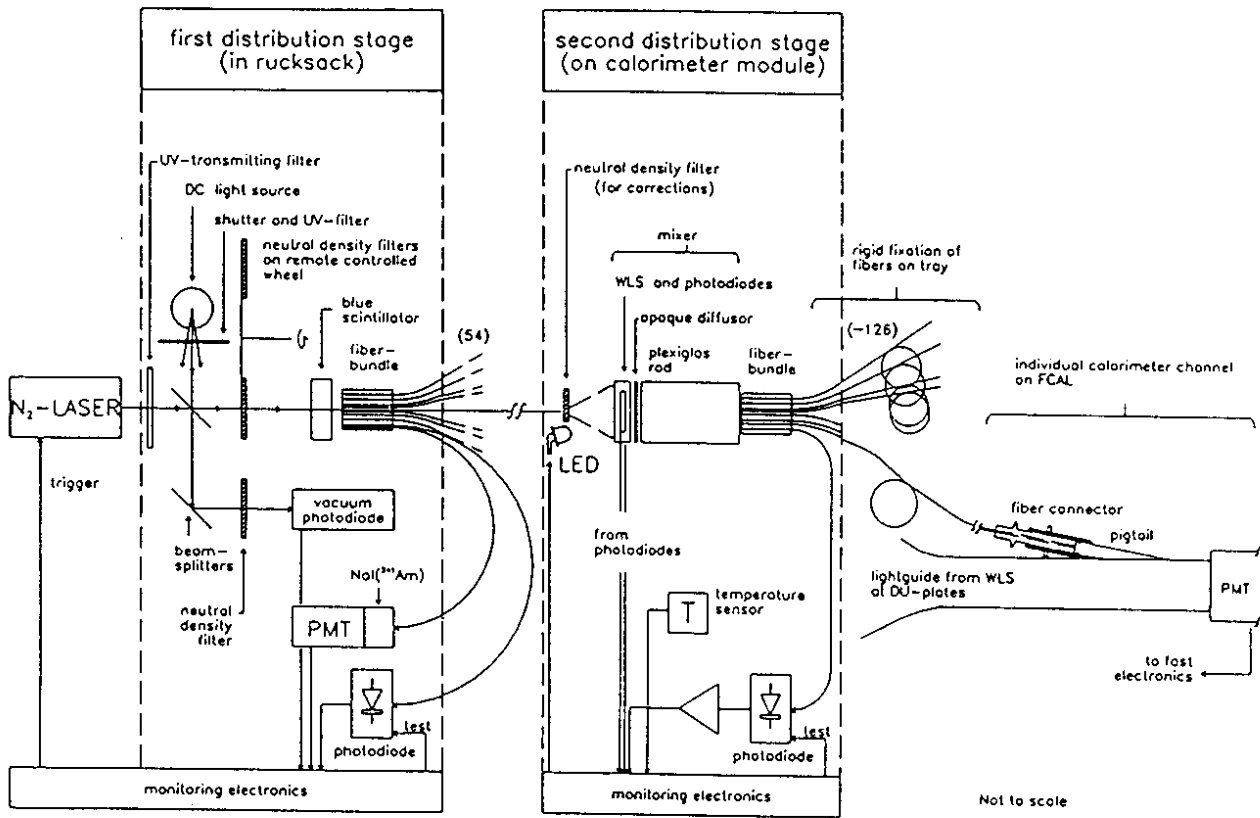 first distribution stage
(in rucksack)
second distribution stage
(on calorimeter module)
UV-transmitting filter
DC light source
shutter and UV-filter
neutral density filters
on remote controlled
wheel
blue
scintillator
fiber-
bundle
(54)
N₂-LASER
trigger
beam-
splitters
neutral
density
filter
vacuum
photodiode
NaI(²⁴¹Am)
PMT
test
photodiode
monitoring electronics
neutral density filter
(for corrections)
mixer
WLS and photodiodes
opaque diffusor
plexiglas
rod
fiber-
bundle
LED
from
photodiodes
temperature
sensor
T
test
photodiode
monitoring electronics
rigid fixation of
fibers on tray
(~126)
individual calorimeter channel
on FCAL
fiber connector
pigtail
lightguide from WLS
at DU-plates
PMT
to fast
electronics
Not to scale